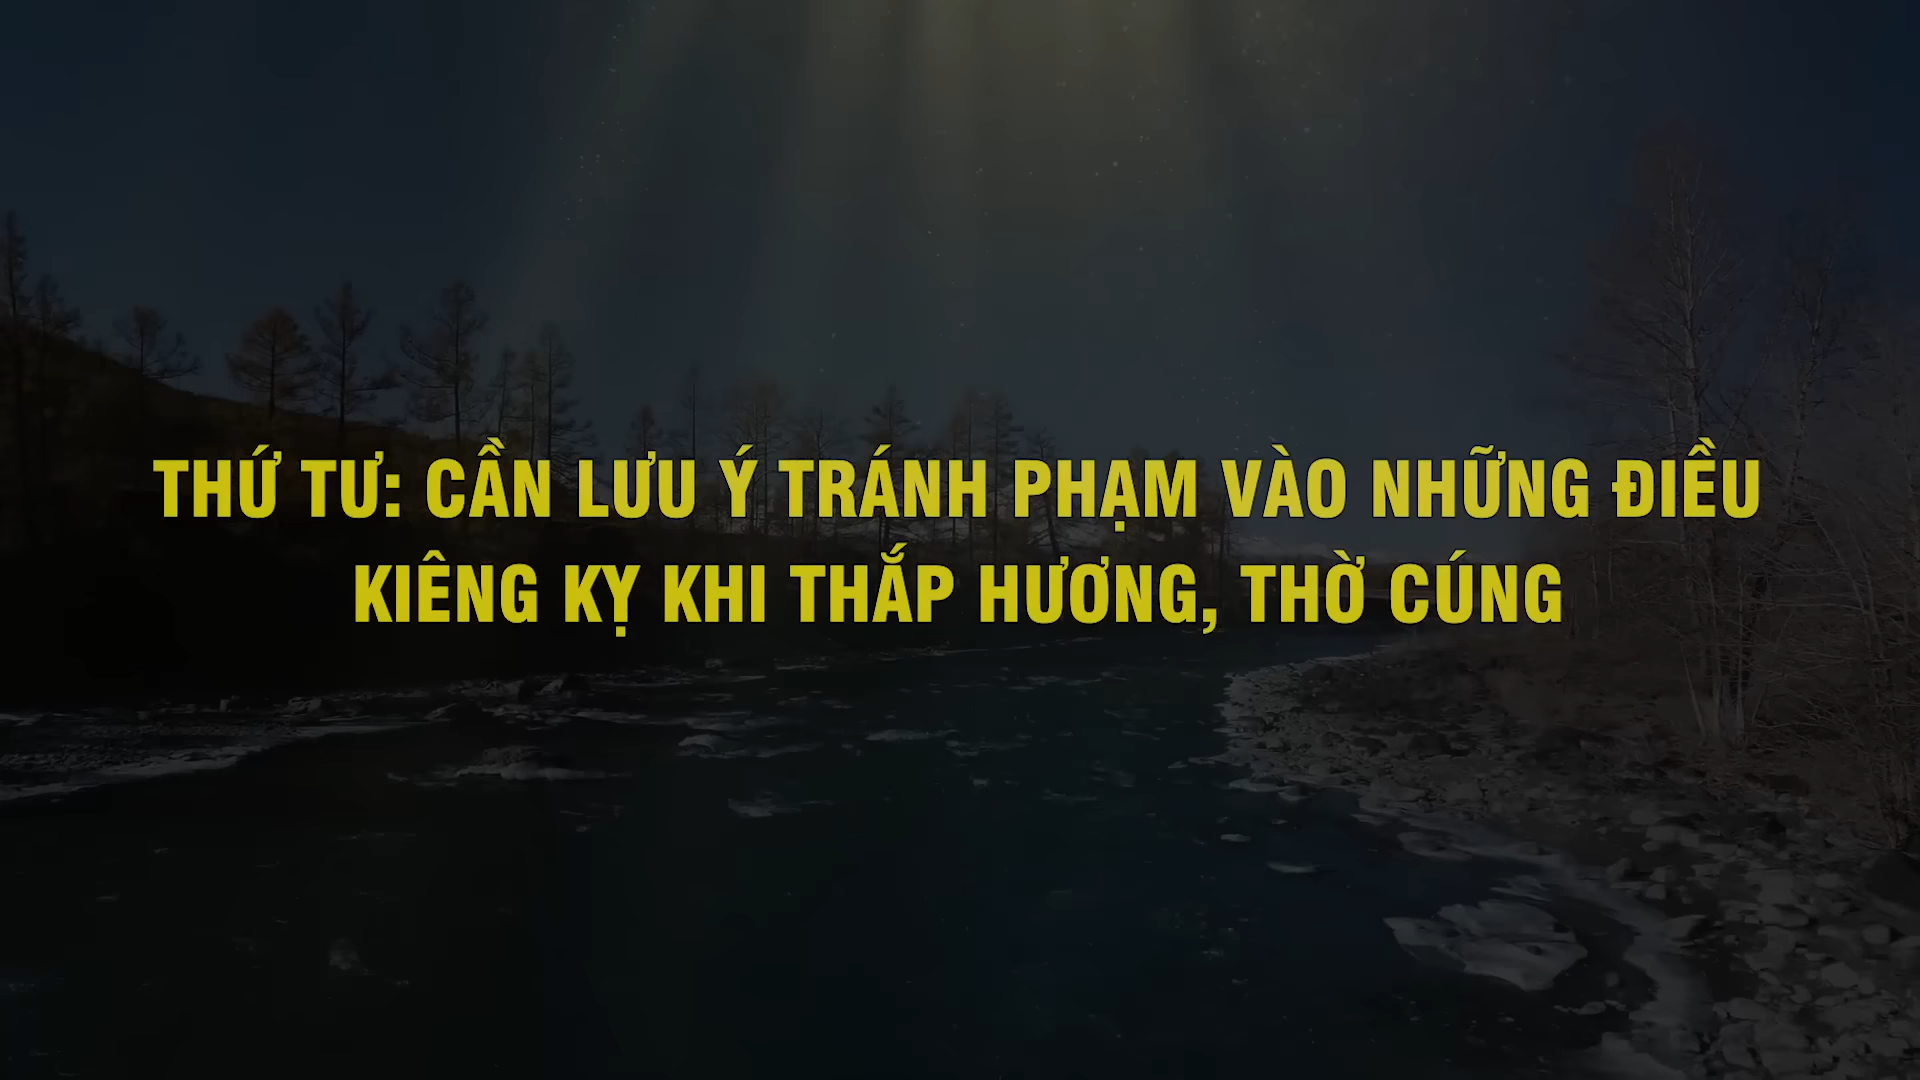 THỨ TƯ: CẦN LƯU Ý TRÁNH PHẠM VÀO NHỮNG ĐIỀU
KIÊNG KỴ KHI THẮP HƯƠNG, THỜ CÚNG